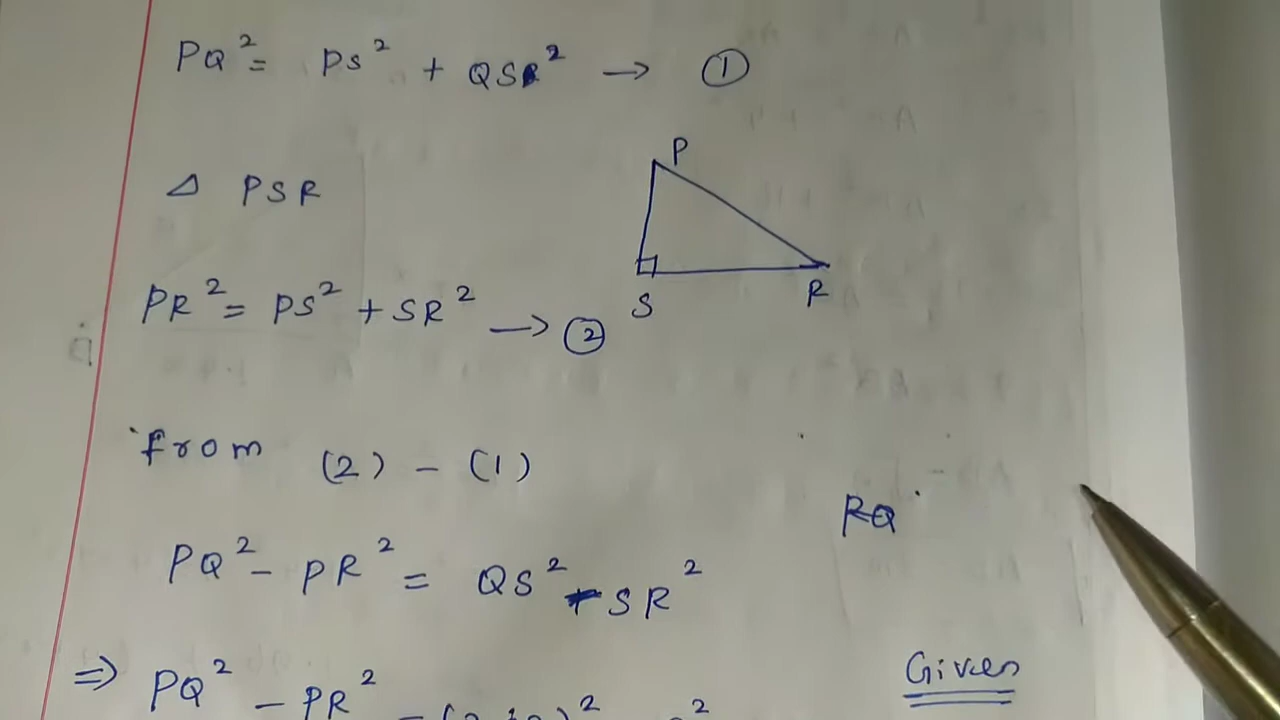 PQ² = PS² + QS² → ①
P
△ PSR
S
R
PR² = PS² + SR² → ②
from (2) - (1)
RQ
PQ² - PR² = QS² - SR²
Given
⇒ PQ² - PR²